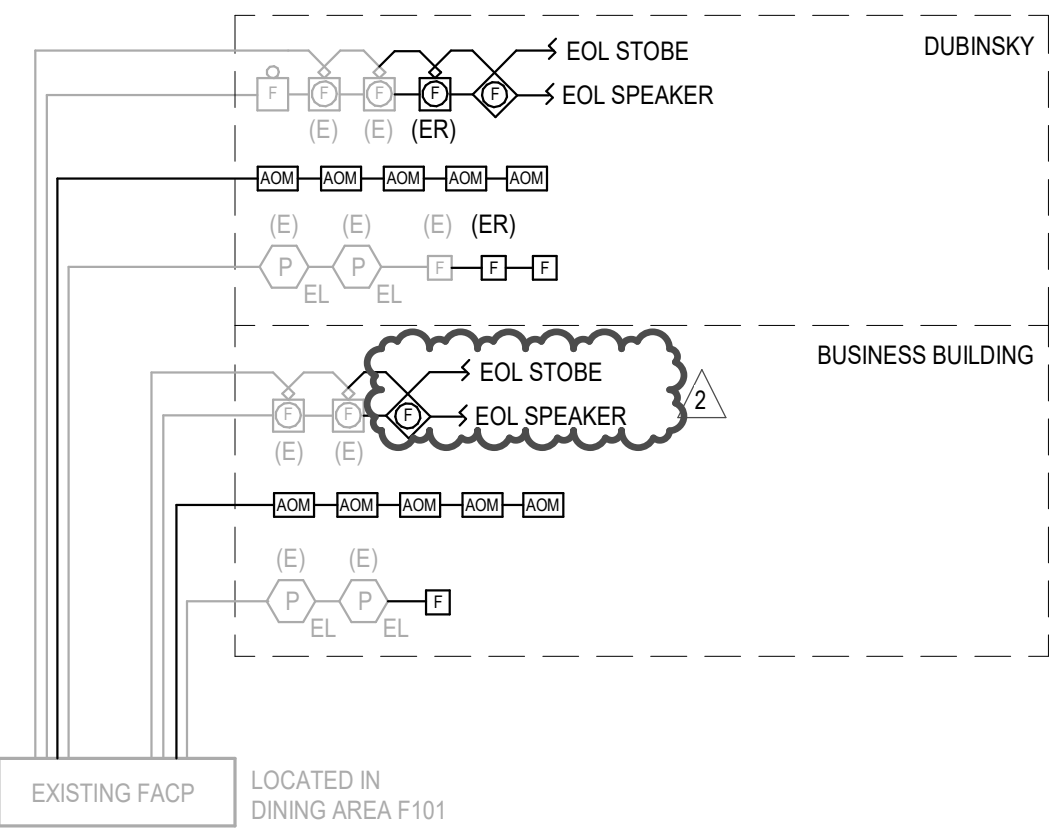 DUBINSKY
EOL STOBE
F F F F F EOL SPEAKER
(E) (E) (ER)
AOM AOM AOM AOM AOM
(E) (E) (E) (ER)
P P F F F
EL EL
BUSINESS BUILDING
EOL STOBE
2
F F F EOL SPEAKER
(E) (E)
AOM AOM AOM AOM AOM
(E) (E)
P P F
EL EL
EXISTING FACP
LOCATED IN
DINING AREA F101